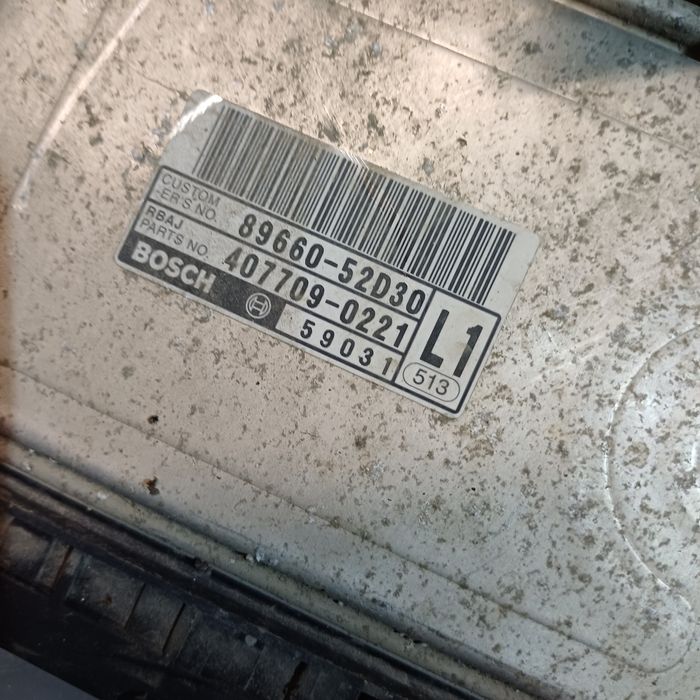 CUSTOM
-ER'S NO. 89660-52D30
RBAJ
PARTS NO. 407709-0221
BOSCH 59031
L1
513